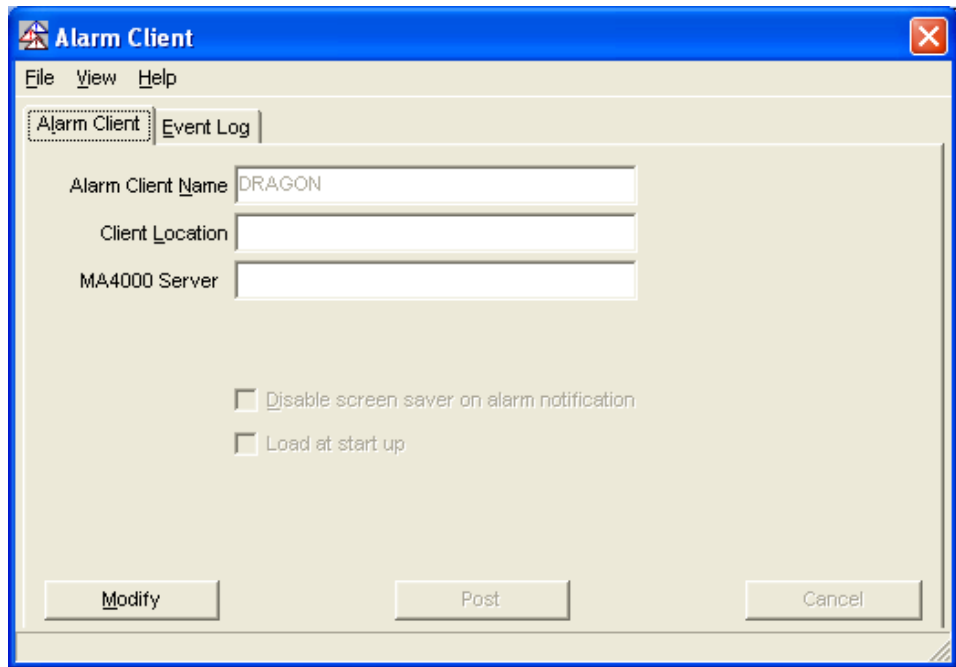 Alarm Client
File View Help
Alarm Client Event Log
Alarm Client Name DRAGON
Client Location
MA4000 Server
Disable screen saver on alarm notification
Load at start up
Modify Post Cancel